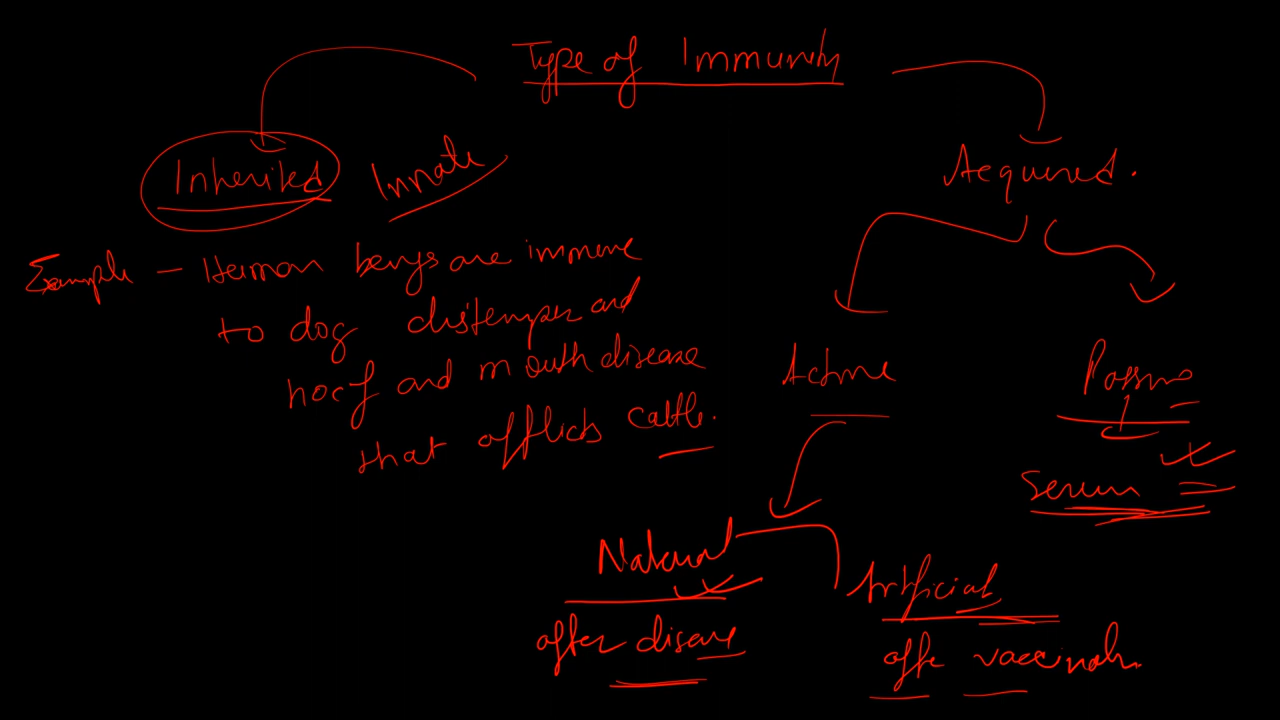 Type of Immunity
Inherited Innate
Acquired.
Example - Human beings are immune
to dog distemper and
hoof and mouth disease
that afflicts cattle.
Active
Passive
Serum
Natural
after disease
Artificial
after vaccination